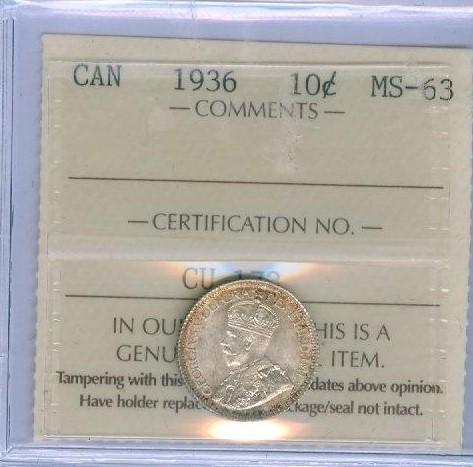 CAN 1936 10¢ MS-63
— COMMENTS —
— CERTIFICATION NO. —
CU
IN OU HIS IS A
GENU ITEM.
Tampering with this dates above opinion.
Have holder replac kage/seal not intact.